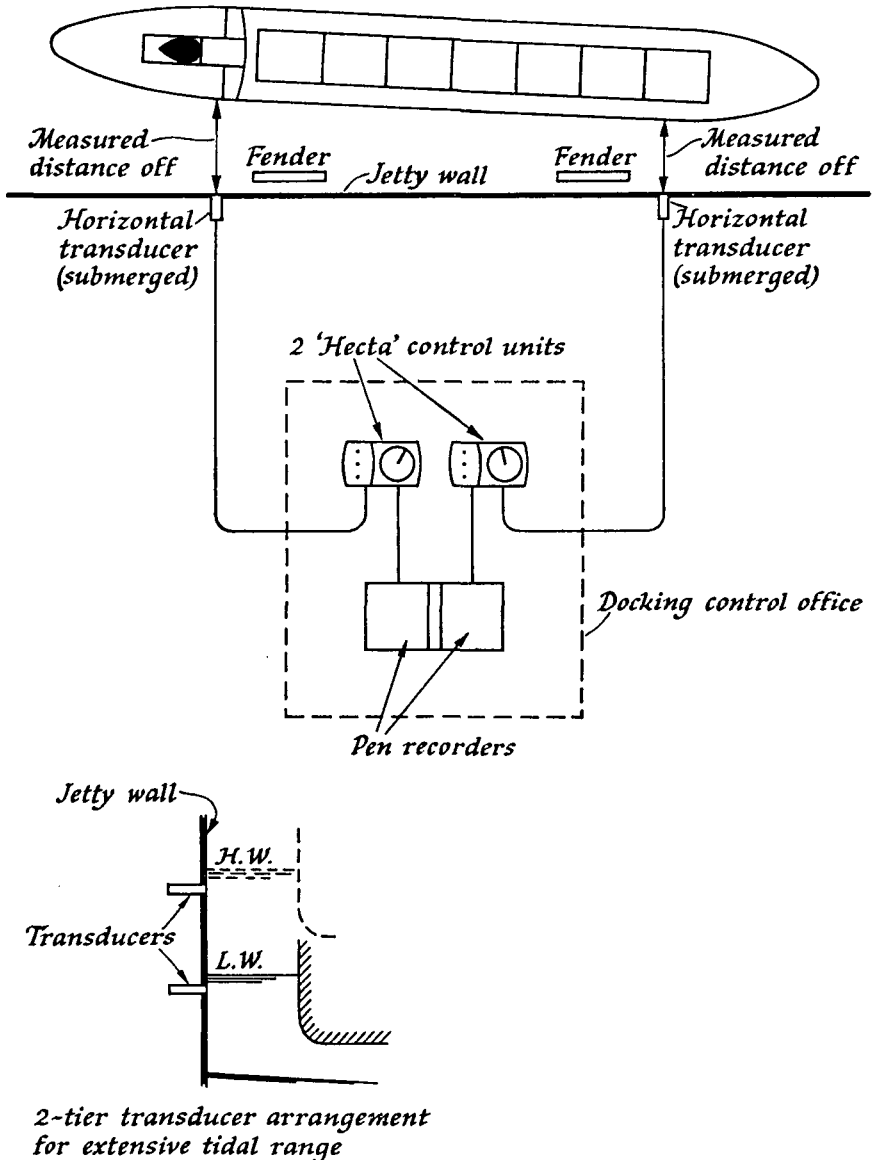 Measured
distance off
Fender
Fender
Measured
distance off
Jetty wall
Horizontal
transducer
(submerged)
Horizontal
transducer
(submerged)
2 'Hecta' control units
Docking control office
Pen recorders
Jetty wall
H.W.
Transducers
L.W.
2-tier transducer arrangement
for extensive tidal range